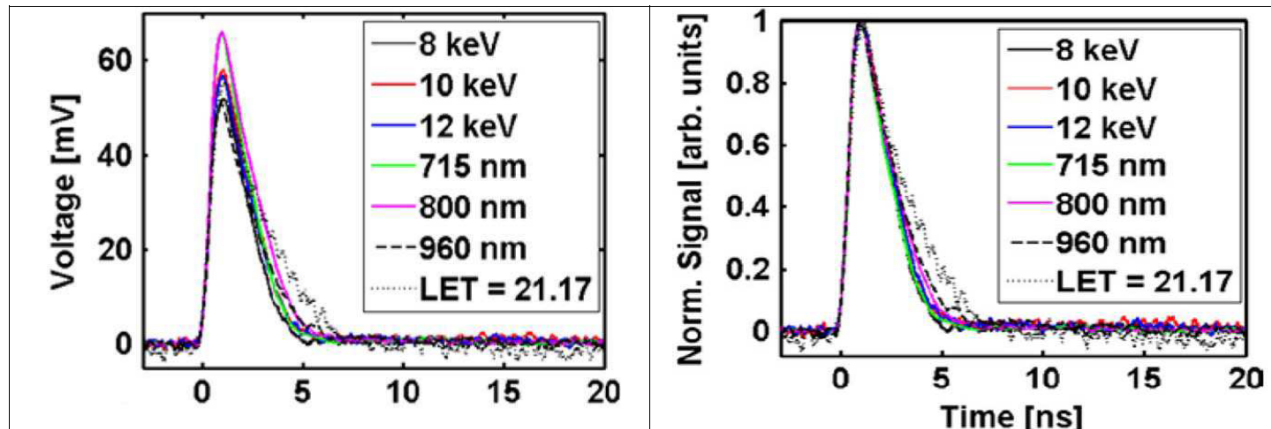 Voltage [mV]
60
40
20
0
8 keV
10 keV
12 keV
715 nm
800 nm
960 nm
LET = 21.17
0
5
10
15
20
Norm. Signal [arb. units]
1
0.8
0.6
0.4
0.2
0
8 keV
10 keV
12 keV
715 nm
800 nm
960 nm
LET = 21.17
0
5
10
15
20
Time [ns]